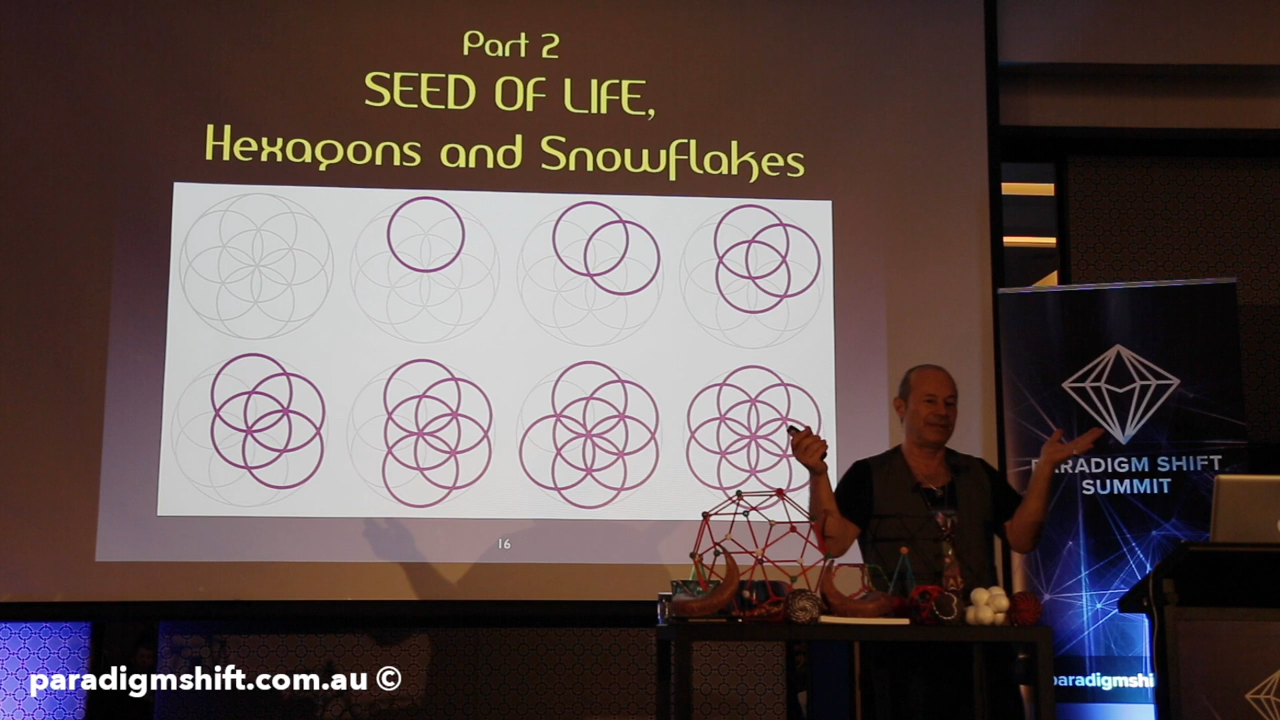 Part 2
SEED OF LIFE,
Hexagons and Snowflakes
16
PARADIGM SHIFT
SUMMIT
paradigmshi
paradigmshift.com.au ©